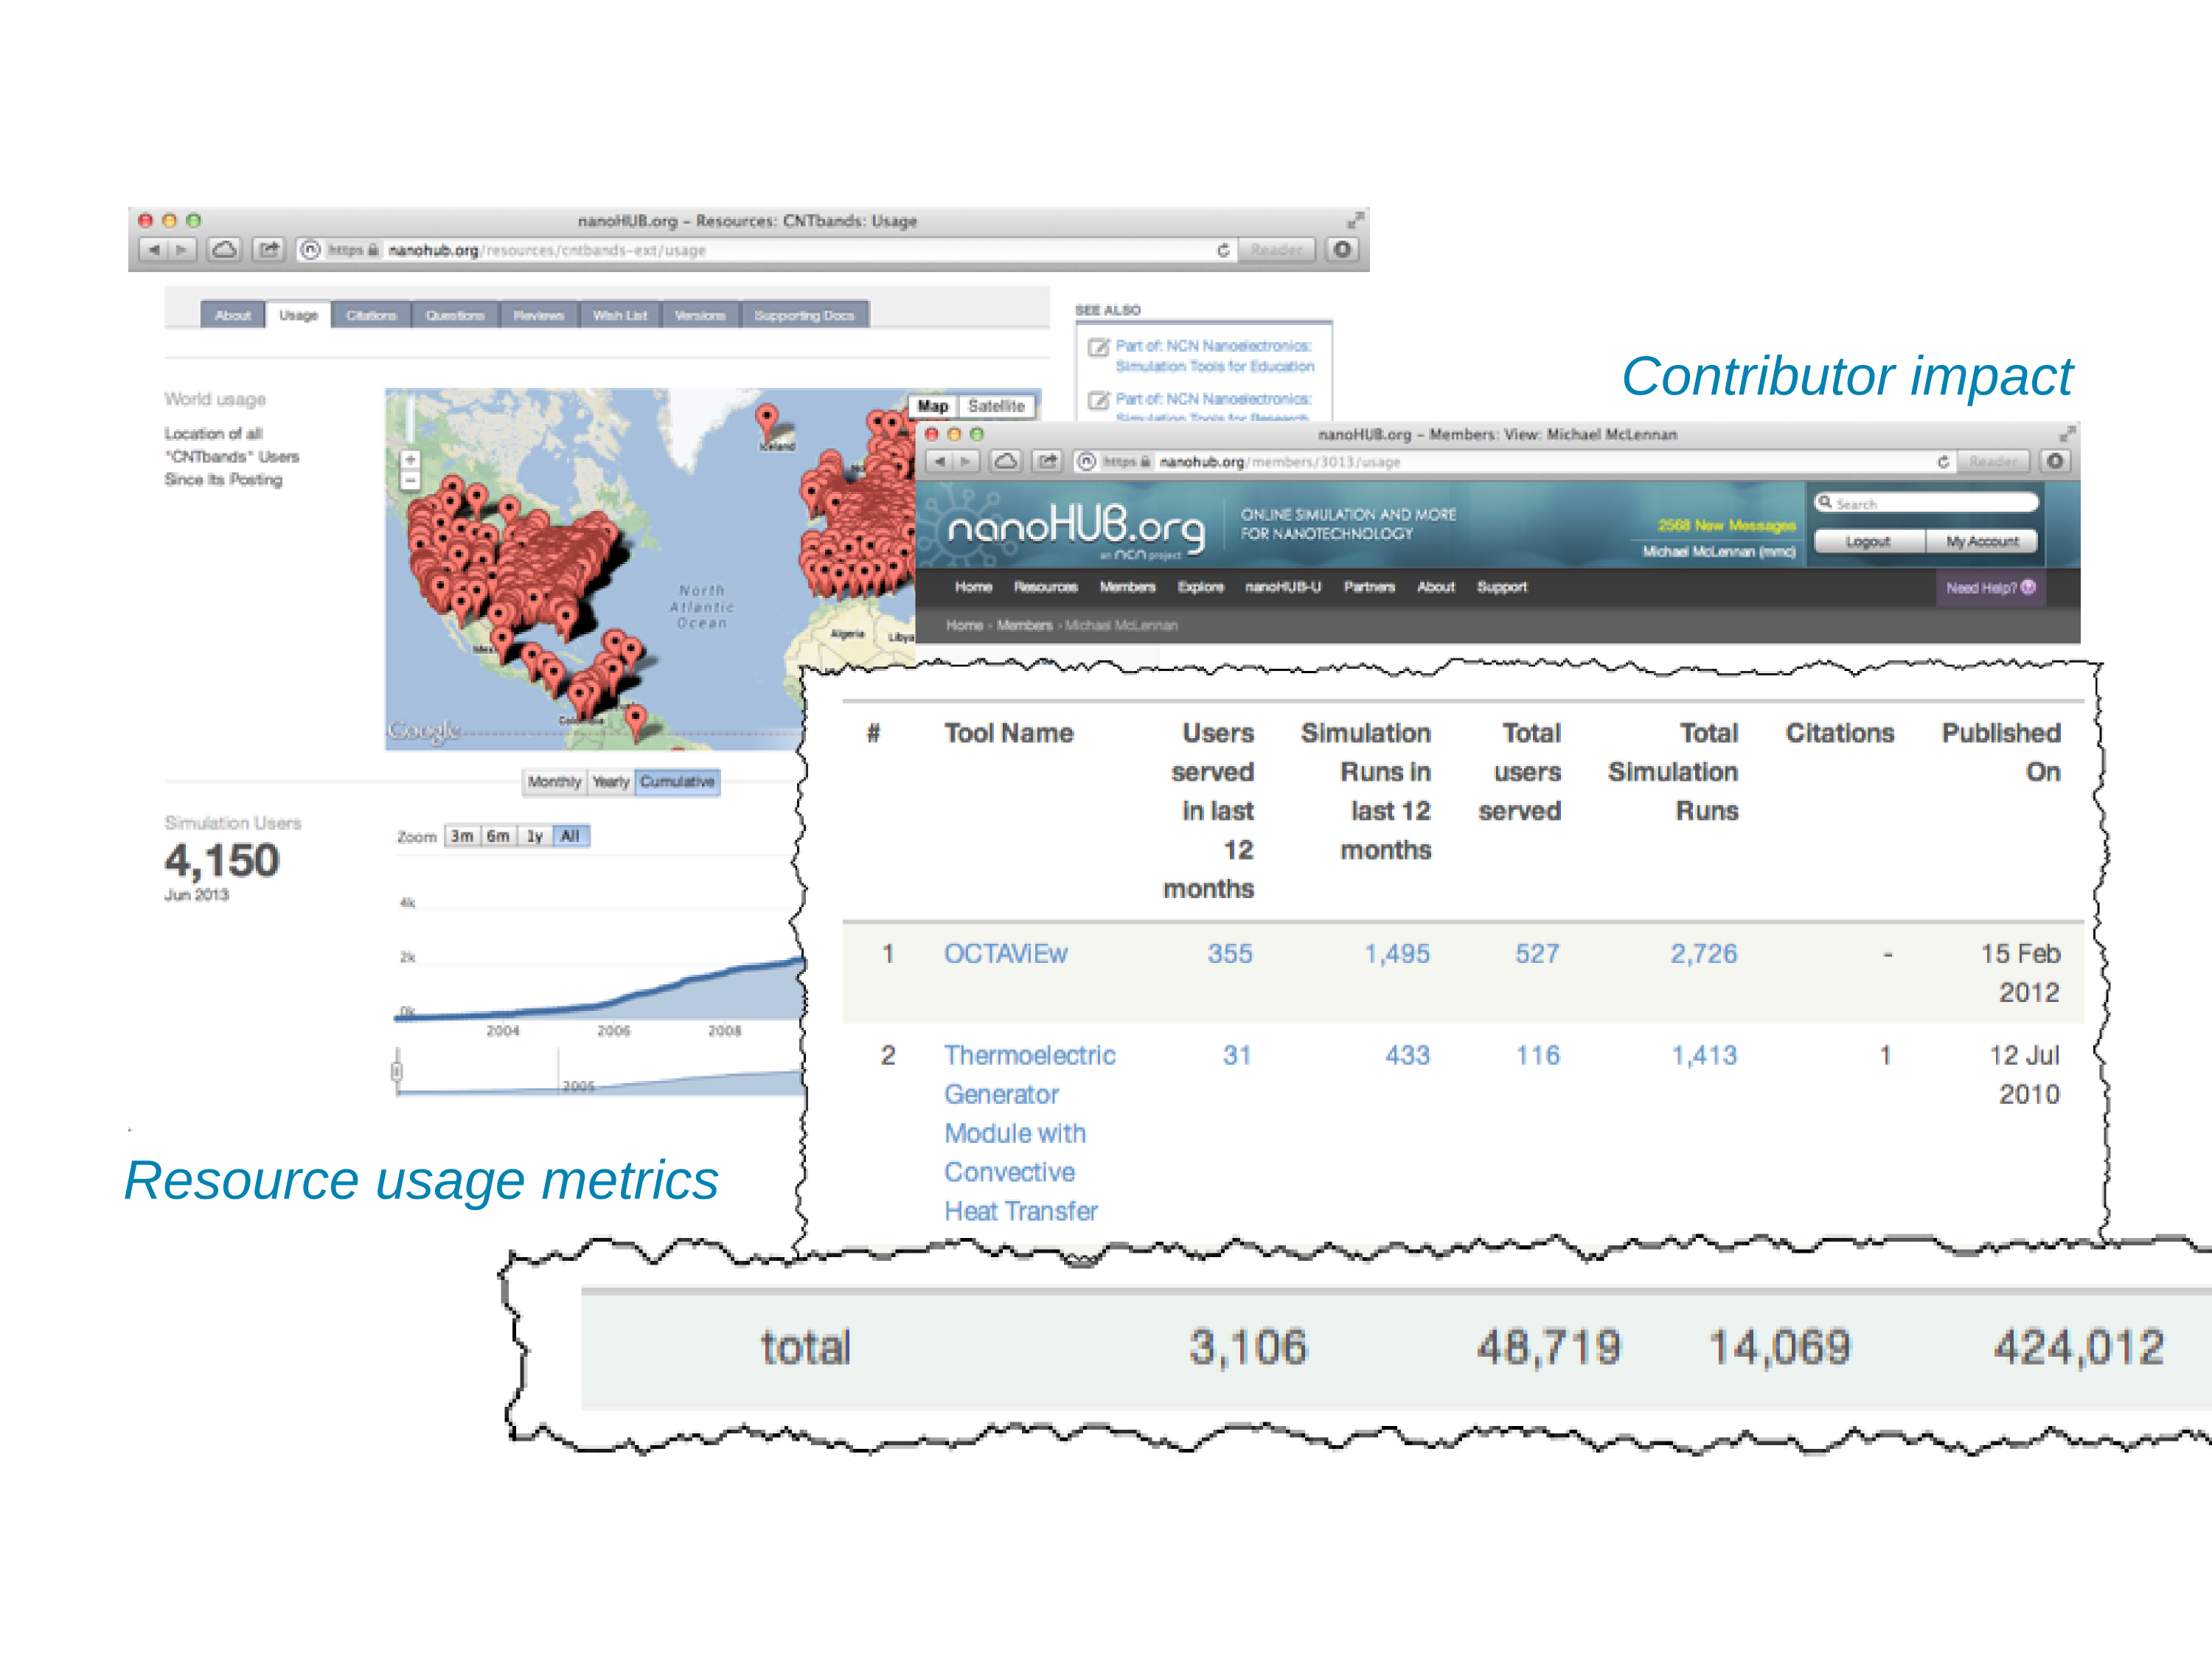 nanoHUB.org – Resources: CNTbands: Usage
https nanohub.org/resources/cntbands-ext/usage
Reader
About Usage Citations Questions Reviews Wish List Versions Supporting Docs
SEE ALSO
Part of: NCN Nanoelectronics:
Simulation Tools for Education
Part of: NCN Nanoelectronics:
Simulation Tools for Research
World usage
Location of all
"CNTbands" Users
Since Its Posting
Map Satellite
Iceland
North
Atlantic
Ocean
Algeria
Libya
Google
Monthly Yearly Cumulative
Simulation Users
4,150
Jun 2013
Zoom 3m 6m 1y All
4k
2k
0k
2004 2006 2008
2005
Resource usage metrics
Contributor impact
nanoHUB.org – Members: View: Michael McLennan
https nanohub.org/members/3013/usage
Reader
nanoHUB.org
an NCN project
ONLINE SIMULATION AND MORE
FOR NANOTECHNOLOGY
2568 New Messages
Michael McLennan (mmc)
Search
Logout My Account
Home Resources Members Explore nanoHUB-U Partners About Support
Need Help?
Home › Members › Michael McLennan
# Tool Name Users Simulation Total Total Citations Published
served Runs in users Simulation On
in last last 12 served Runs
12 months
months
1 OCTAViEw 355 1,495 527 2,726 - 15 Feb
2012
2 Thermoelectric 31 433 116 1,413 1 12 Jul
Generator 2010
Module with
Convective
Heat Transfer
total 3,106 48,719 14,069 424,012